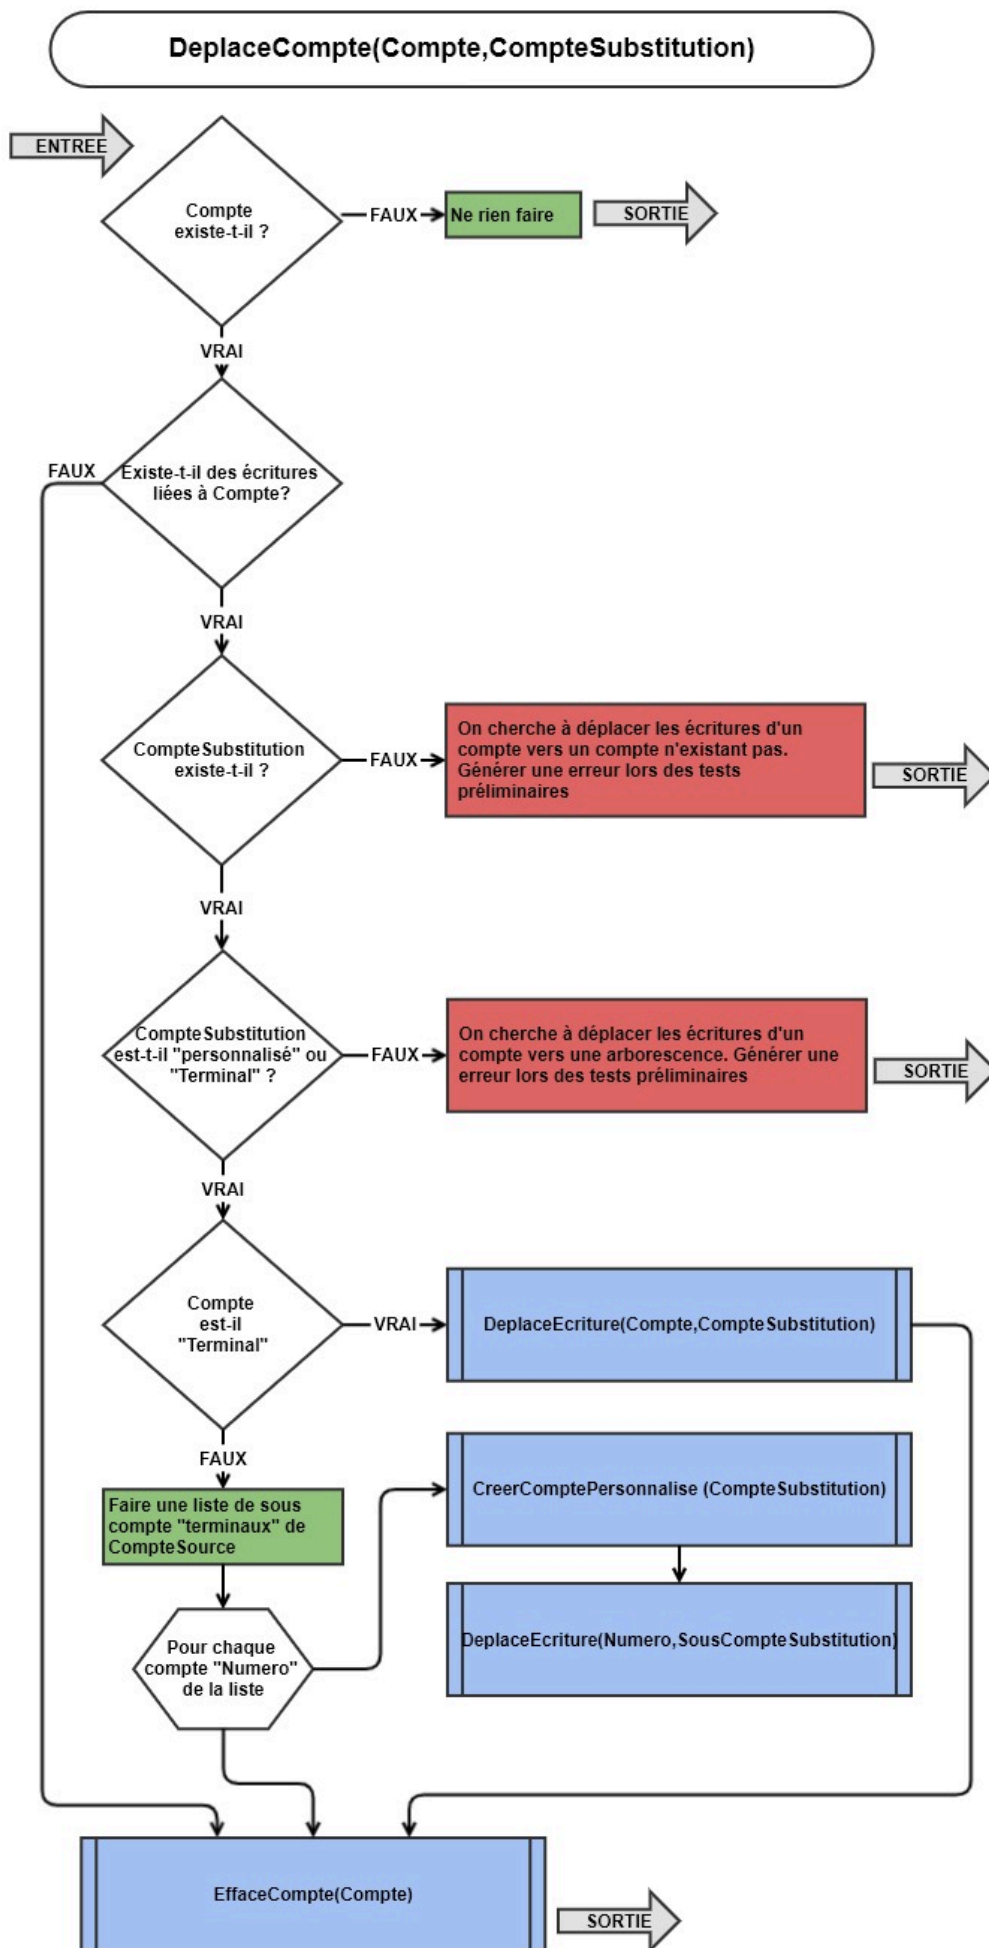 DeplaceCompte(Compte,CompteSubstitution)
ENTREE
Compte
existe-t-il ?
FAUX
Ne rien faire
SORTIE
VRAI
FAUX
Existe-t-il des écritures
liées à Compte?
VRAI
CompteSubstitution
existe-t-il ?
FAUX
On cherche à déplacer les écritures d'un
compte vers un compte n'existant pas.
Générer une erreur lors des tests
préliminaires
SORTIE
VRAI
CompteSubstitution
est-t-il "personnalisé" ou
"Terminal" ?
FAUX
On cherche à déplacer les écritures d'un
compte vers une arborescence. Générer une
erreur lors des tests préliminaires
SORTIE
VRAI
Compte
est-il
"Terminal"
VRAI
DeplaceEcriture(Compte,CompteSubstitution)
FAUX
Faire une liste de sous
compte "terminaux" de
CompteSource
CreerComptePersonnalise (CompteSubstitution)
Pour chaque
compte "Numero"
de la liste
DeplaceEcriture(Numero,SousCompteSubstitution)
EffaceCompte(Compte)
SORTIE